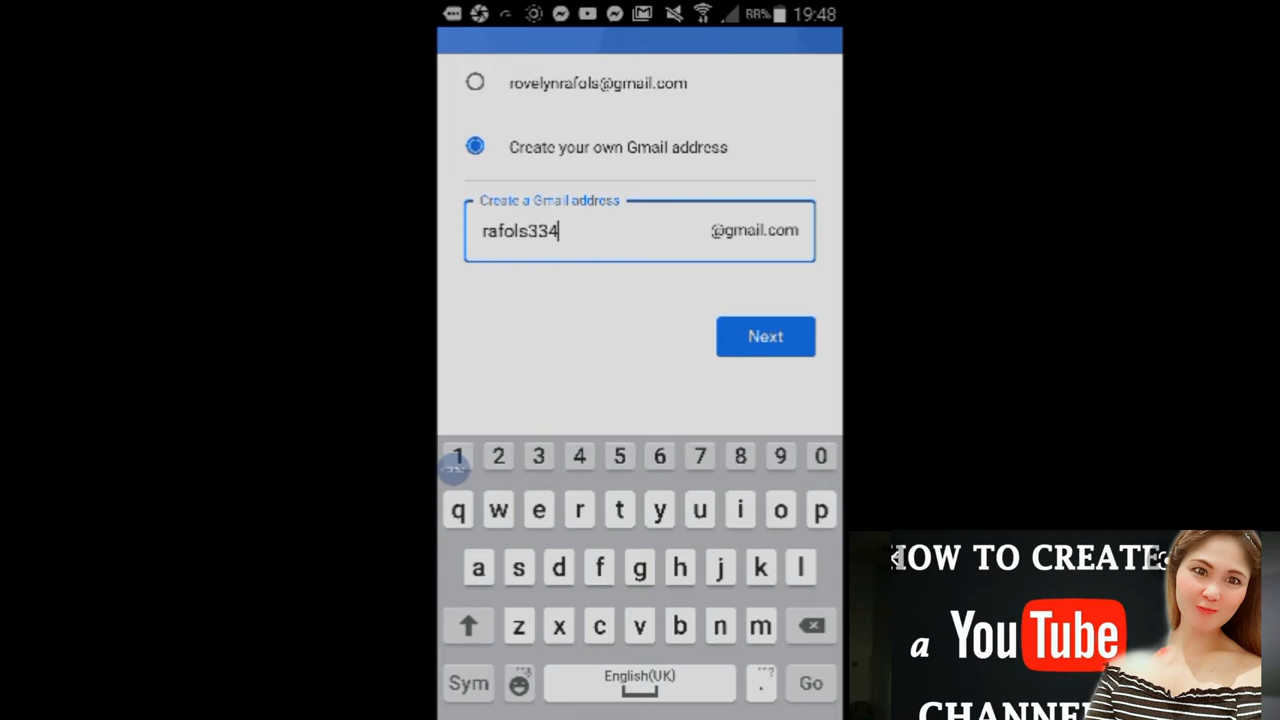 88% 19:48
rovelynrafols@gmail.com
Create your own Gmail address
Create a Gmail address
rafols334 @gmail.com
Next
1 2 3 4 5 6 7 8 9 0
q w e r t y u i o p
a s d f g h j k l
z x c v b n m
Sym English(UK) . Go
HOW TO CREATE
a YouTube
CHANNEL